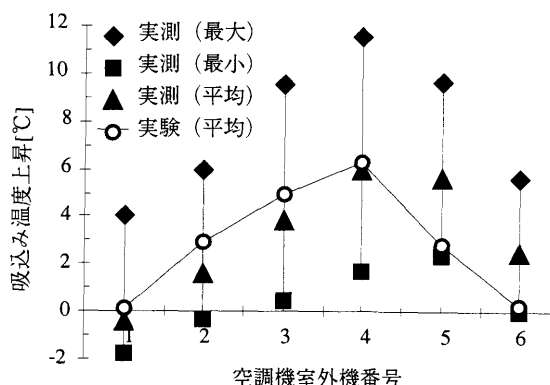 12
10
8
6
4
2
0
-2
吸込み温度上昇[℃]
実測（最大）
実測（最小）
実測（平均）
実験（平均）
1 2 3 4 5 6
空調機室外機番号